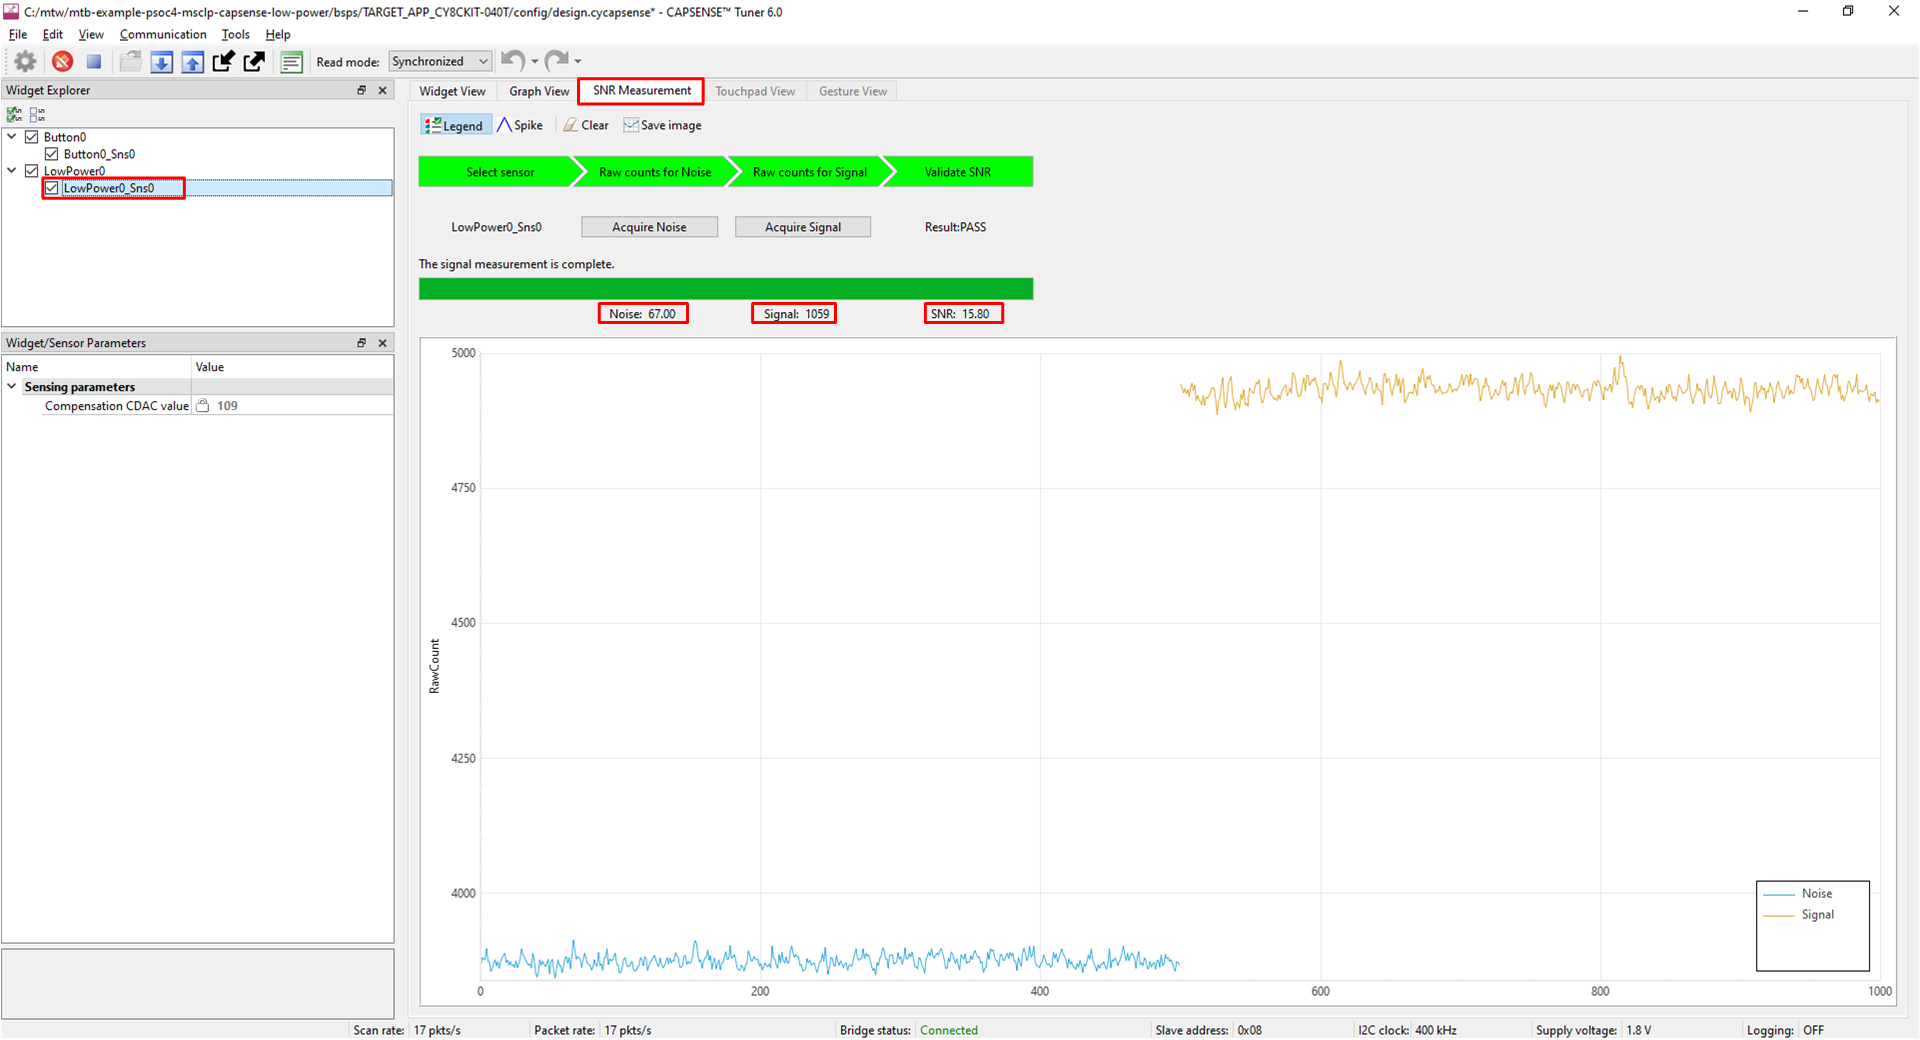 C:/mtw/mtb-example-psoc4-msclp-capsense-low-power/bsps/TARGET_APP_CY8CKIT-040T/config/design.cycapsense* - CAPSENSE™ Tuner 6.0
File Edit View Communication Tools Help
Read mode: Synchronized
Widget Explorer
Button0
Button0_Sns0
LowPower0
LowPower0_Sns0
Widget/Sensor Parameters
Name Value
Sensing parameters
Compensation CDAC value 109
Widget View Graph View SNR Measurement Touchpad View Gesture View
Legend Spike Clear Save image
Select sensor Raw counts for Noise Raw counts for Signal Validate SNR
LowPower0_Sns0 Acquire Noise Acquire Signal Result:PASS
The signal measurement is complete.
Noise: 67.00 Signal: 1059 SNR: 15.80
5000
4750
4500
4250
4000
RawCount
Noise
Signal
0 200 400 600 800 1000
Scan rate: 17 pkts/s Packet rate: 17 pkts/s Bridge status: Connected Slave address: 0x08 I2C clock: 400 kHz Supply voltage: 1.8 V Logging: OFF